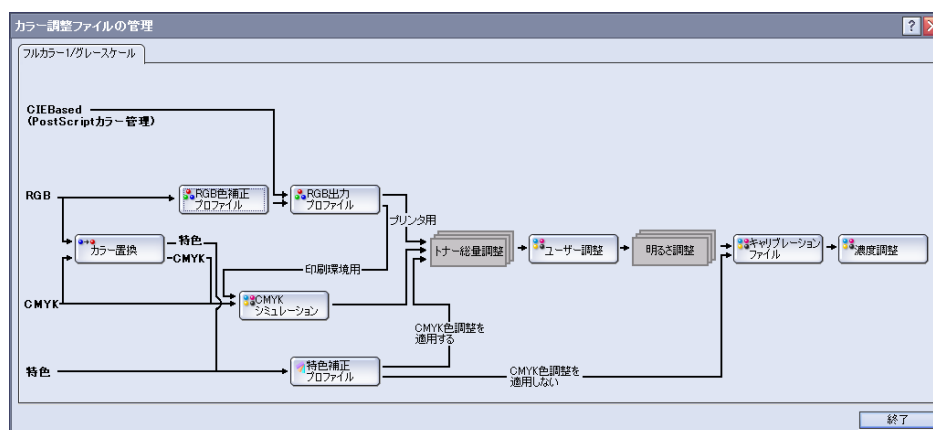 カラー調整ファイルの管理
?
フルカラー1/グレースケール
CIEBased
(PostScriptカラー管理)
RGB
RGB色補正
プロファイル
RGB出力
プロファイル
プリンタ用
カラー置換
特色
CMYK
トナー総量調整
ユーザー調整
明るさ調整
キャリブレーション
ファイル
濃度調整
印刷環境用
CMYK
CMYK
シミュレーション
CMYK色調整を
適用する
特色
特色補正
プロファイル
CMYK色調整を
適用しない
終了